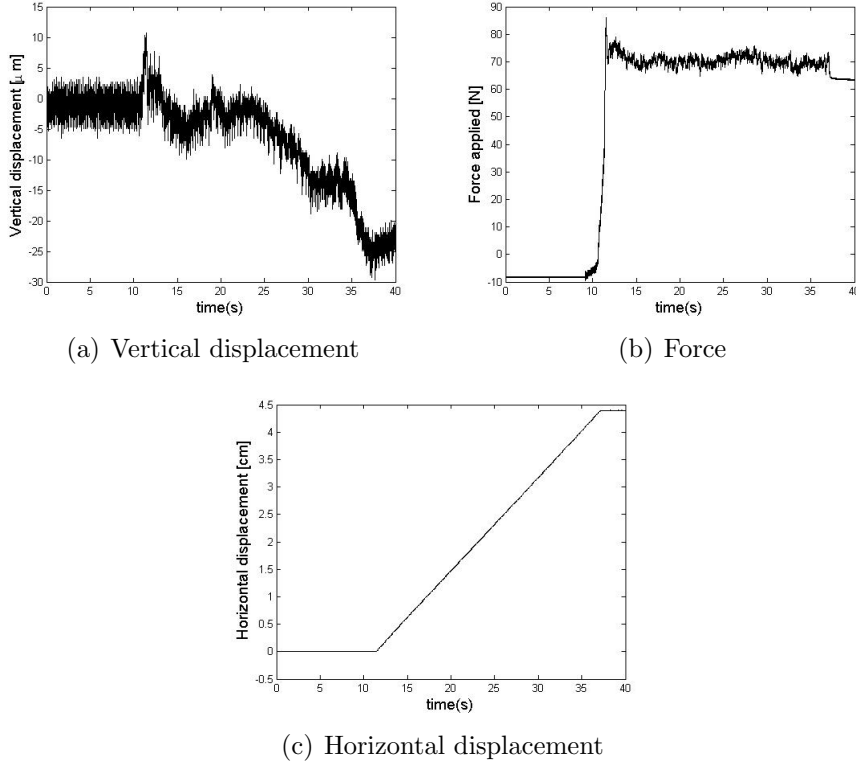 15
10
5
0
-5
-10
-15
-20
-25
-30
Vertical displacement [μ m]
0 5 10 15 20 25 30 35 40
time(s)
(a) Vertical displacement
90
80
70
60
50
40
30
20
10
0
-10
Force applied [N]
0 5 10 15 20 25 30 35 40
time(s)
(b) Force
4.5
4
3.5
3
2.5
2
1.5
1
0.5
0
-0.5
Horizontal displacement [cm]
0 5 10 15 20 25 30 35 40
time(s)
(c) Horizontal displacement